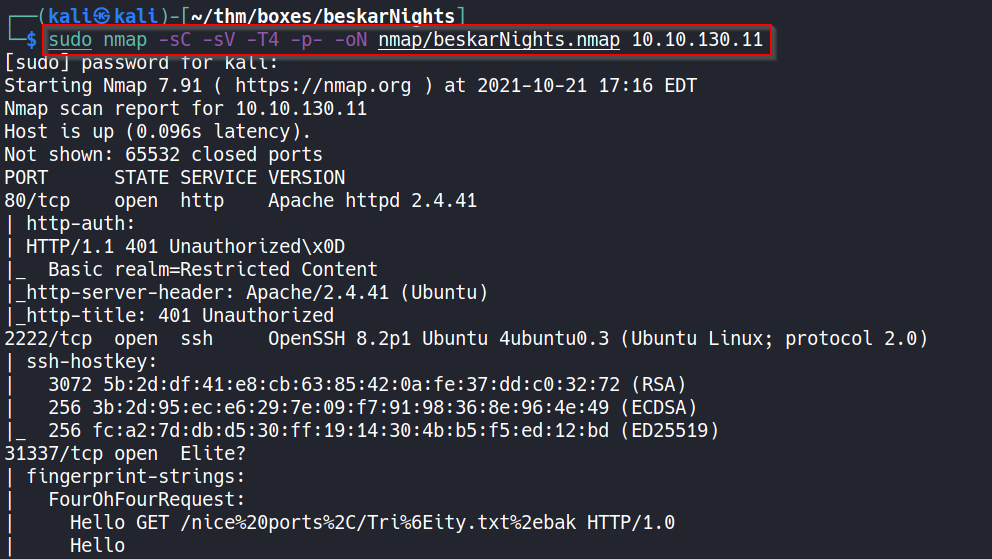 ┌──(kali㉿kali)-[~/thm/boxes/beskarNights]
└─$ sudo nmap -sC -sV -T4 -p- -oN nmap/beskarNights.nmap 10.10.130.11
[sudo] password for kali:
Starting Nmap 7.91 ( https://nmap.org ) at 2021-10-21 17:16 EDT
Nmap scan report for 10.10.130.11
Host is up (0.096s latency).
Not shown: 65532 closed ports
PORT      STATE SERVICE VERSION
80/tcp    open  http    Apache httpd 2.4.41
| http-auth:
| HTTP/1.1 401 Unauthorized\x0D
|_  Basic realm=Restricted Content
|_http-server-header: Apache/2.4.41 (Ubuntu)
|_http-title: 401 Unauthorized
2222/tcp  open  ssh     OpenSSH 8.2p1 Ubuntu 4ubuntu0.3 (Ubuntu Linux; protocol 2.0)
| ssh-hostkey:
|   3072 5b:2d:df:41:e8:cb:63:85:42:0a:fe:37:dd:c0:32:72 (RSA)
|   256 3b:2d:95:ec:e6:29:7e:09:f7:91:98:36:8e:96:4e:49 (ECDSA)
|_  256 fc:a2:7d:db:d5:30:ff:19:14:30:4b:b5:f5:ed:12:bd (ED25519)
31337/tcp open  Elite?
| fingerprint-strings:
|   FourOhFourRequest:
|     Hello GET /nice%20ports%2C/Tri%6Eity.txt%2ebak HTTP/1.0
|     Hello